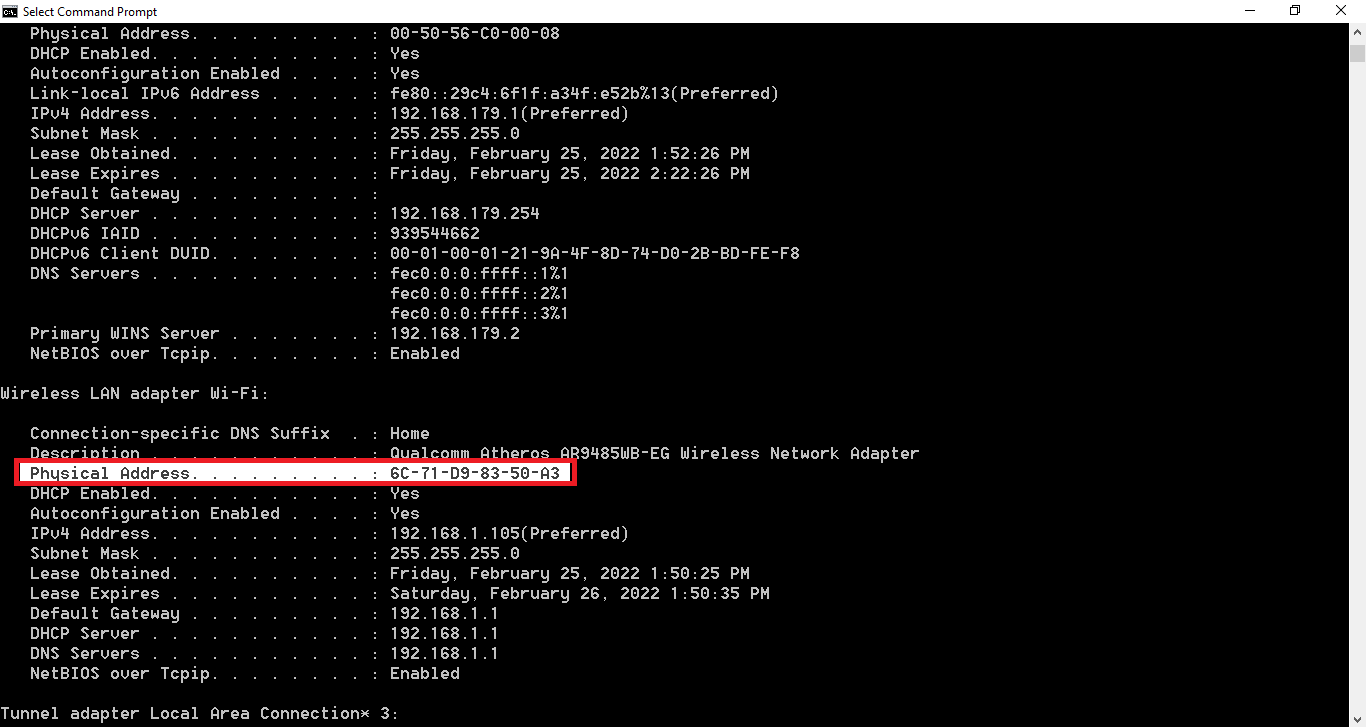 Select Command Prompt
Physical Address. . . . . . . . . : 00-50-56-C0-00-08
DHCP Enabled. . . . . . . . . . . : Yes
Autoconfiguration Enabled . . . . : Yes
Link-local IPv6 Address . . . . . : fe80::29c4:6f1f:a34f:e52b%13(Preferred)
IPv4 Address. . . . . . . . . . . : 192.168.179.1(Preferred)
Subnet Mask . . . . . . . . . . . : 255.255.255.0
Lease Obtained. . . . . . . . . . : Friday, February 25, 2022 1:52:26 PM
Lease Expires . . . . . . . . . . : Friday, February 25, 2022 2:22:26 PM
Default Gateway . . . . . . . . . :
DHCP Server . . . . . . . . . . . : 192.168.179.254
DHCPv6 IAID . . . . . . . . . . . : 939544662
DHCPv6 Client DUID. . . . . . . . : 00-01-00-01-21-9A-4F-8D-74-D0-2B-BD-FE-F8
DNS Servers . . . . . . . . . . . : fec0:0:0:ffff::1%1
fec0:0:0:ffff::2%1
fec0:0:0:ffff::3%1
Primary WINS Server . . . . . . . : 192.168.179.2
NetBIOS over Tcpip. . . . . . . . : Enabled
Wireless LAN adapter Wi-Fi:
Connection-specific DNS Suffix  . : Home
Description . . . . . . . . . . . : Qualcomm Atheros AR9485WB-EG Wireless Network Adapter
Physical Address. . . . . . . . . : 6C-71-D9-83-50-A3
DHCP Enabled. . . . . . . . . . . : Yes
Autoconfiguration Enabled . . . . : Yes
IPv4 Address. . . . . . . . . . . : 192.168.1.105(Preferred)
Subnet Mask . . . . . . . . . . . : 255.255.255.0
Lease Obtained. . . . . . . . . . : Friday, February 25, 2022 1:50:25 PM
Lease Expires . . . . . . . . . . : Saturday, February 26, 2022 1:50:35 PM
Default Gateway . . . . . . . . . : 192.168.1.1
DHCP Server . . . . . . . . . . . : 192.168.1.1
DNS Servers . . . . . . . . . . . : 192.168.1.1
NetBIOS over Tcpip. . . . . . . . : Enabled
Tunnel adapter Local Area Connection* 3: